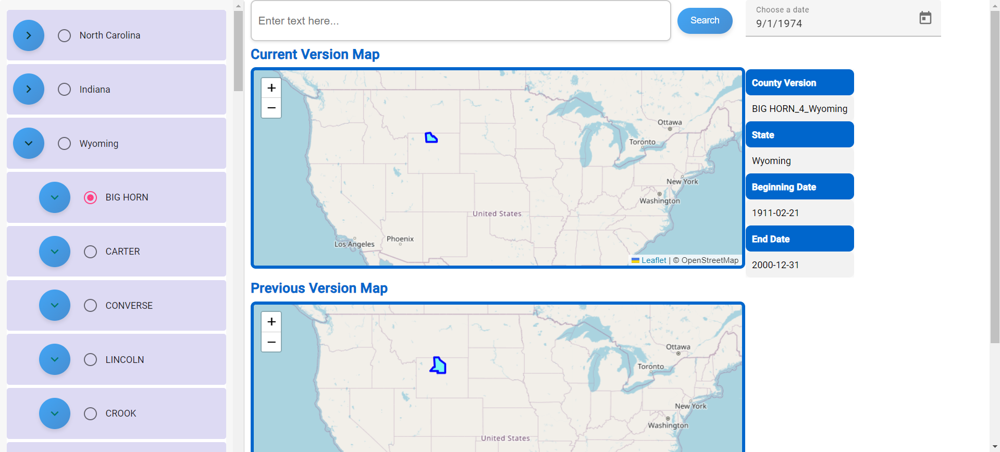 North Carolina
Indiana
Wyoming
BIG HORN
CARTER
CONVERSE
LINCOLN
CROOK
Enter text here...
Search
Choose a date
9/1/1974
Current Version Map
+
−
Ottawa
Toronto
New York
Washington
United States
Phoenix
Los Angeles
Leaflet | © OpenStreetMap
County Version
BIG HORN_4_Wyoming
State
Wyoming
Beginning Date
1911-02-21
End Date
2000-12-31
Previous Version Map
+
−
Ottawa
Toronto
New York
Washington
United States